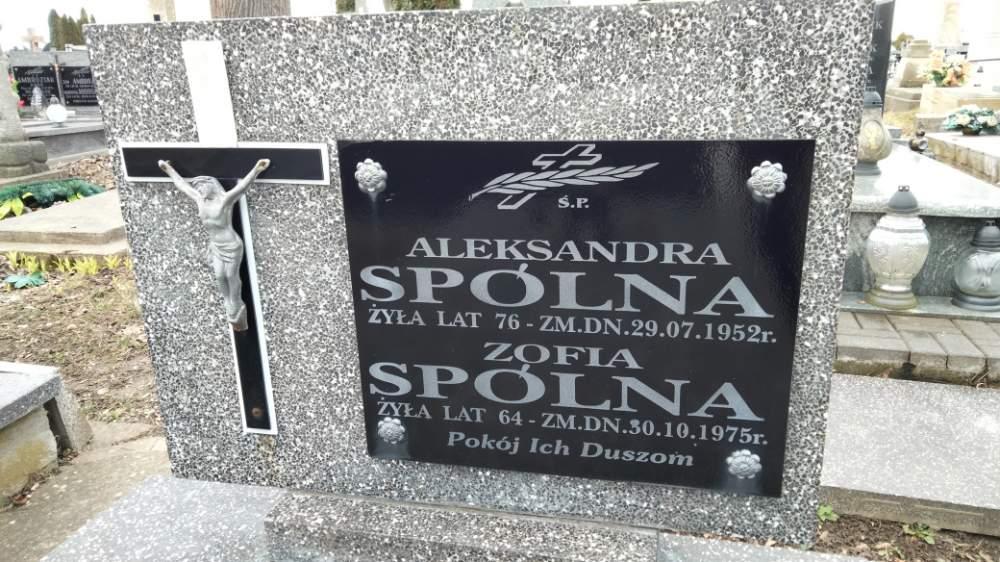 AMBROZIAK
Ś.P.
ALEKSANDRA
SPÓLNA
ŻYŁA LAT 76 - ZM.DN.29.07.1952r.
ZOFIA
SPÓLNA
ŻYŁA LAT 64 - ZM.DN.30.10.1975r.
Pokój Ich Duszom